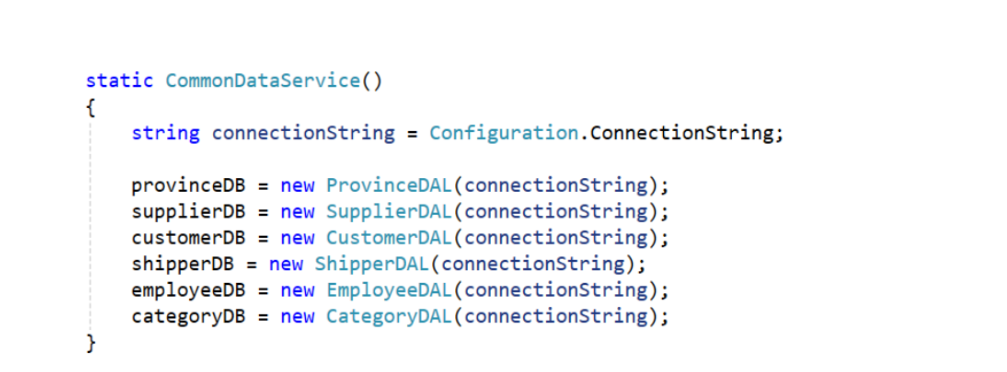 static CommonDataService()
{
string connectionString = Configuration.ConnectionString;
provinceDB = new ProvinceDAL(connectionString);
supplierDB = new SupplierDAL(connectionString);
customerDB = new CustomerDAL(connectionString);
shipperDB = new ShipperDAL(connectionString);
employeeDB = new EmployeeDAL(connectionString);
categoryDB = new CategoryDAL(connectionString);
}